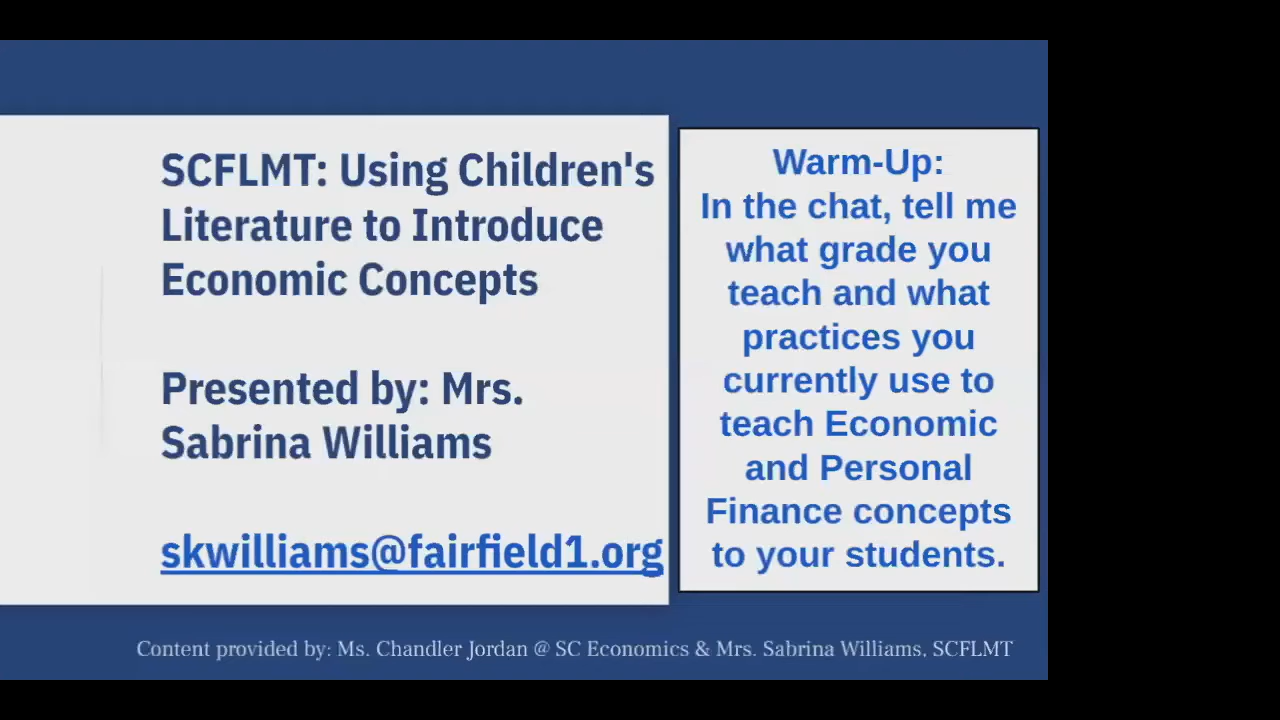 SCFLMT: Using Children's
Literature to Introduce
Economic Concepts
Presented by: Mrs.
Sabrina Williams
skwilliams@fairfield1.org
Warm-Up:
In the chat, tell me
what grade you
teach and what
practices you
currently use to
teach Economic
and Personal
Finance concepts
to your students.
Content provided by: Ms. Chandler Jordan @ SC Economics & Mrs. Sabrina Williams, SCFLMT